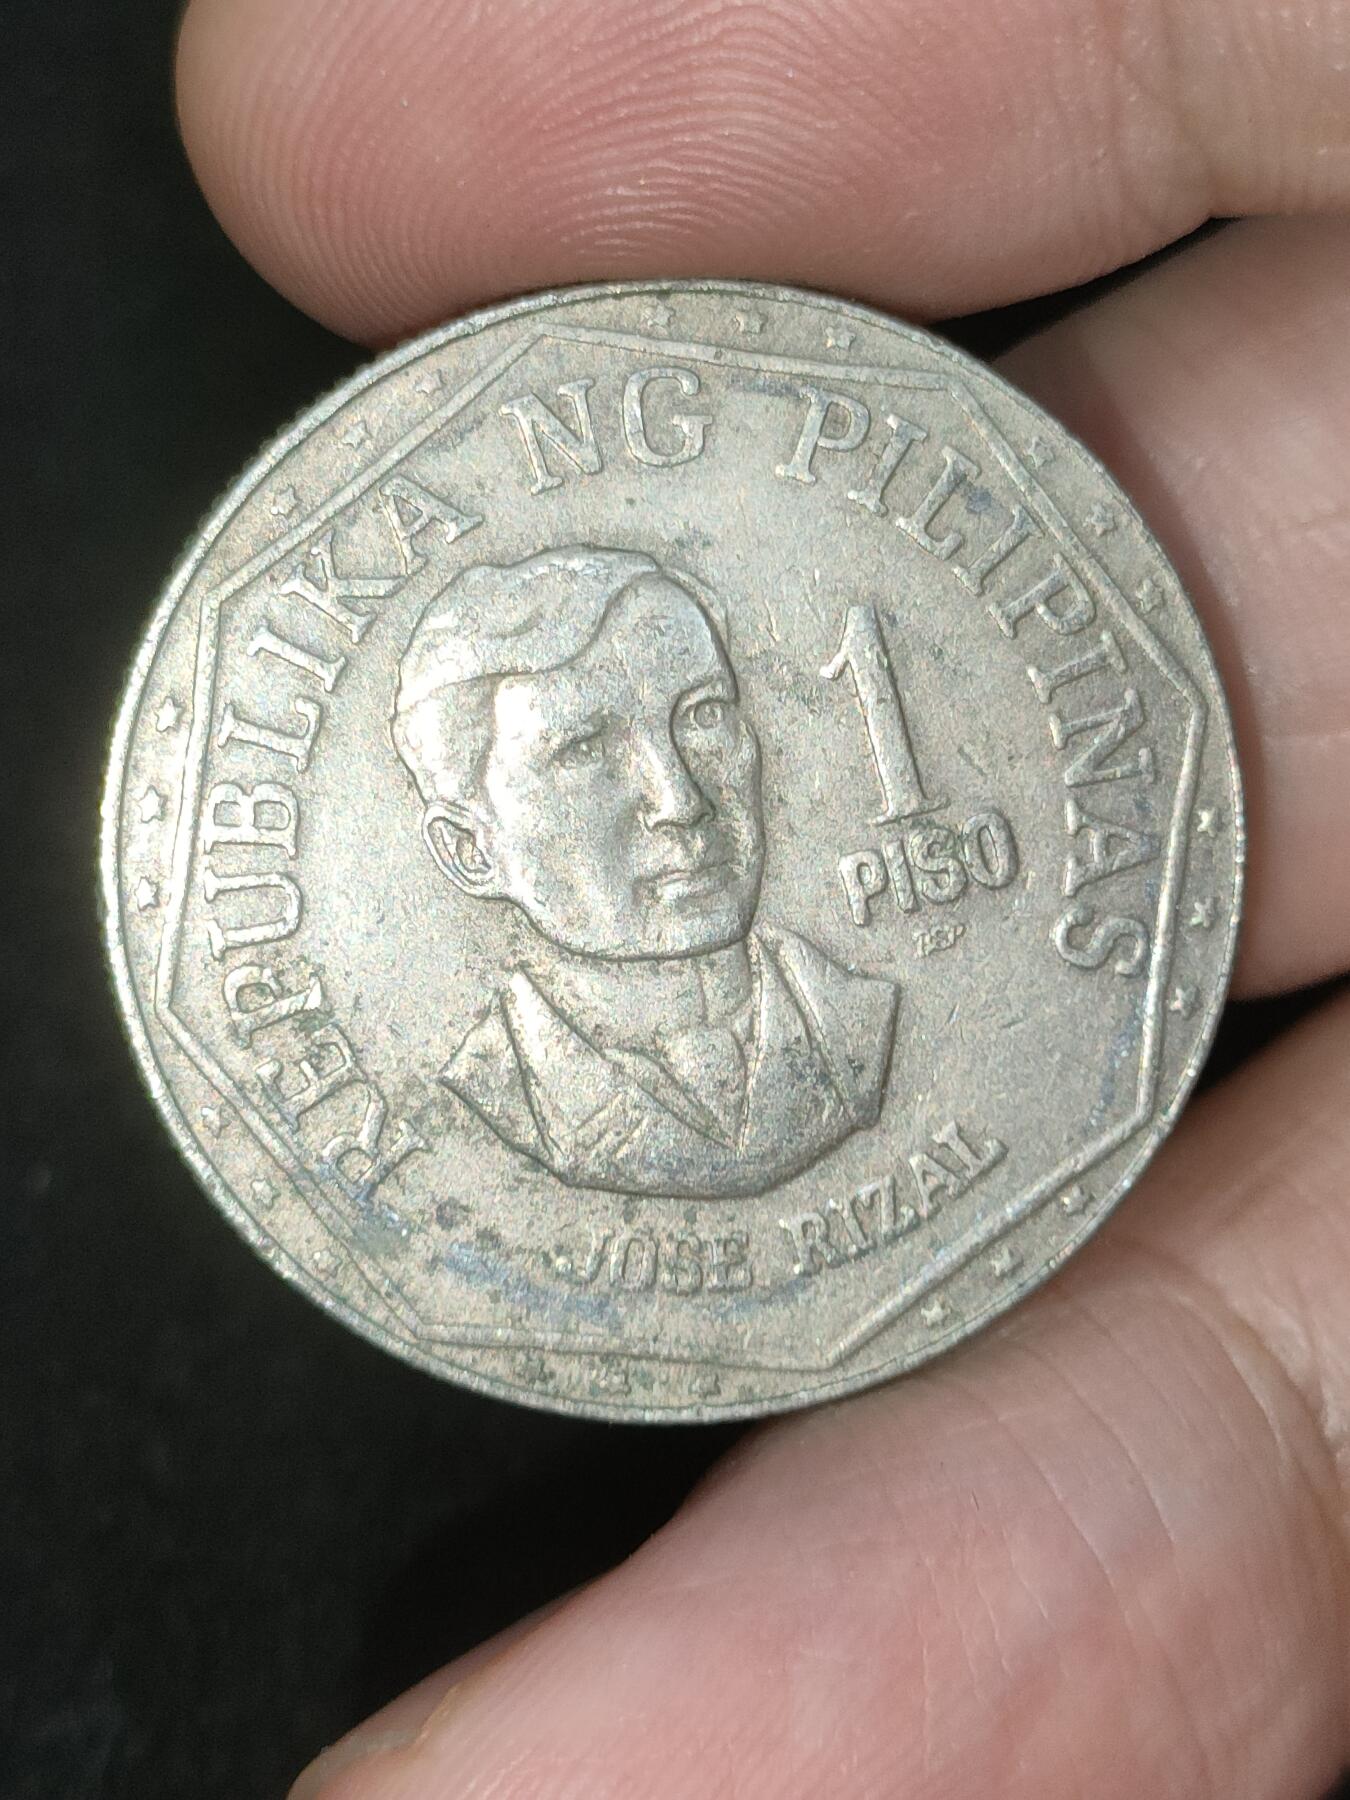 REPUBLIKA NG PILIPINAS
1
PISO
JOSE RIZAL